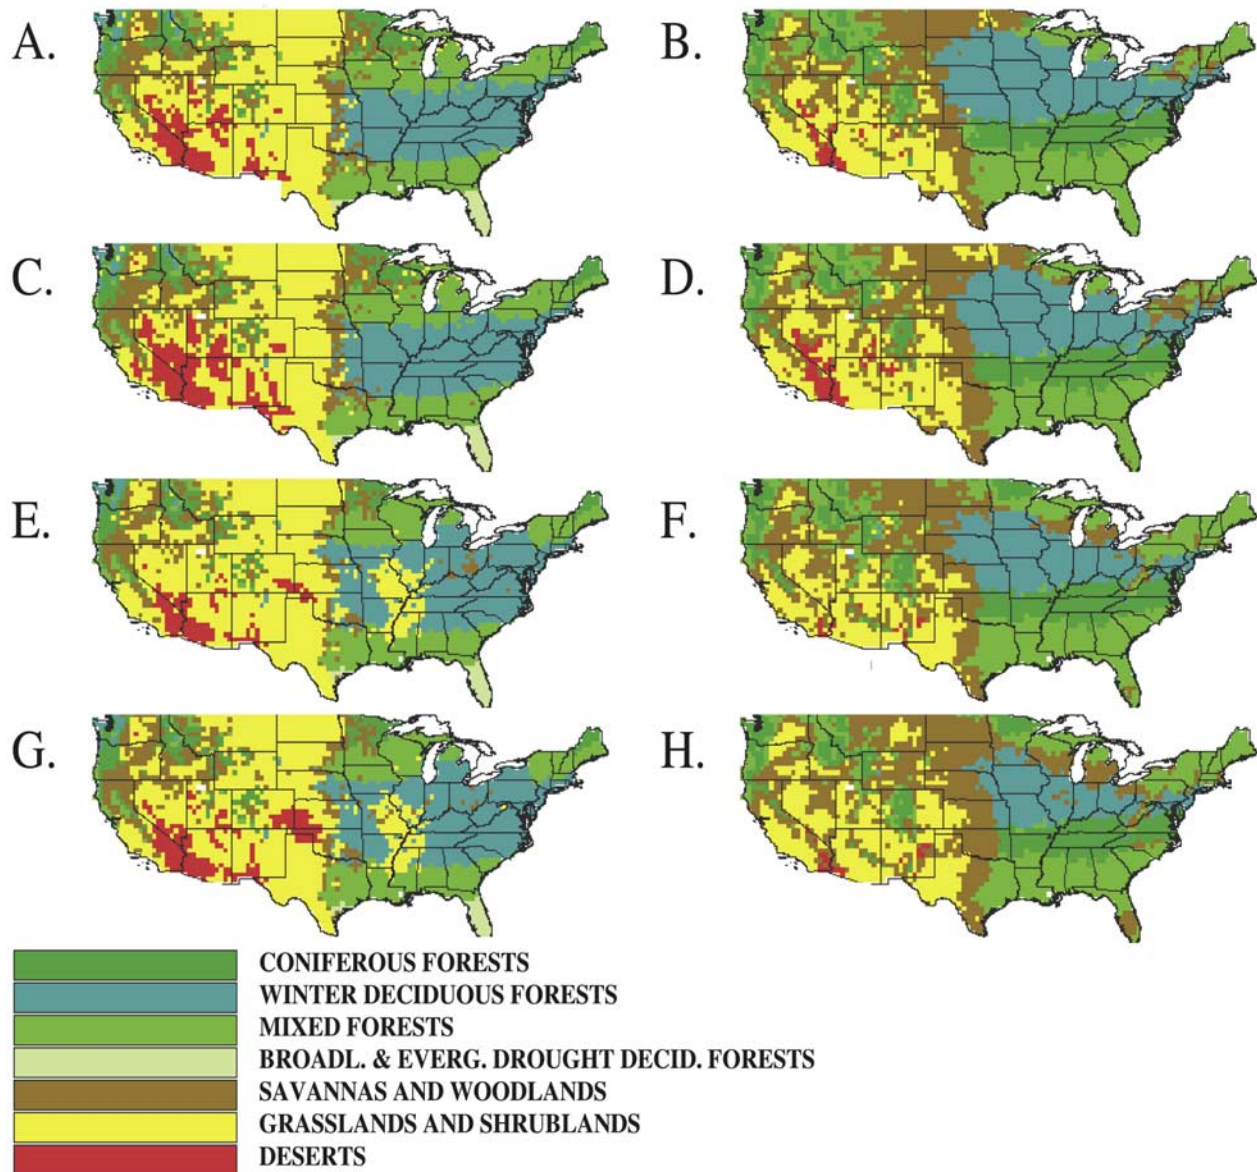 A.
B.
C.
D.
E.
F.
G.
H.
CONIFEROUS FORESTS
WINTER DECIDUOUS FORESTS
MIXED FORESTS
BROADL. & EVERG. DROUGHT DECID. FORESTS
SAVANNAS AND WOODLANDS
GRASSLANDS AND SHRUBLANDS
DESERTS